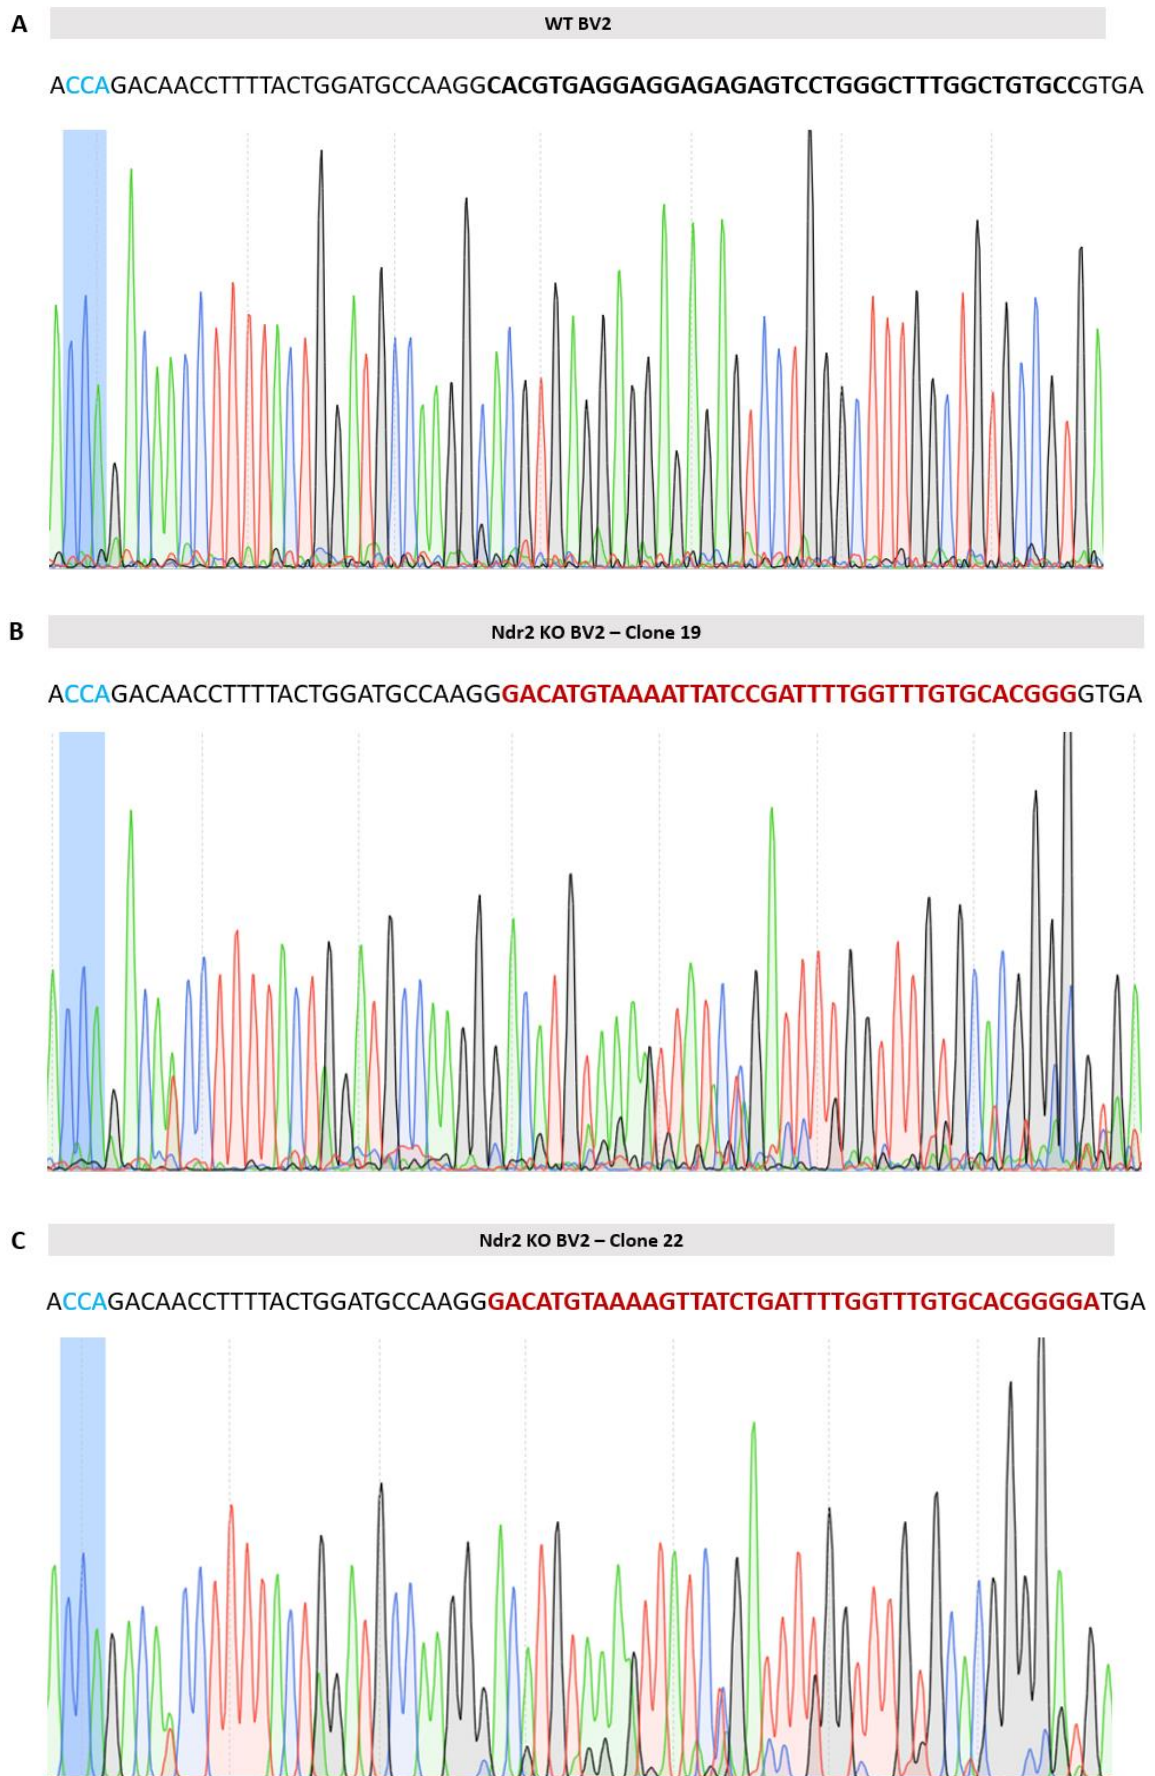 A
WT BV2
ACCAGACAACCTTTTACTGGATGCCAAGGCACGTGAGGAGGAGAGAGTCCTGGGCTTTGGCTGTGCCGTGA
B
Ndr2 KO BV2 – Clone 19
ACCAGACAACCTTTTACTGGATGCCAAGGGACATGTAAAATTATCCGATTTTGGTTTGTGCACGGGGTGA
C
Ndr2 KO BV2 – Clone 22
ACCAGACAACCTTTTACTGGATGCCAAGGGACATGTAAAAGTTATCTGATTTTGGTTTGTGCACGGGGATGA